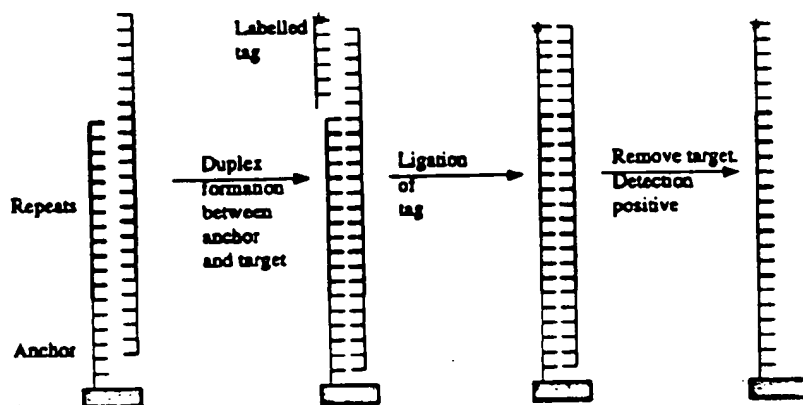 Labelled
tag
Repeats
Anchor
Duplex
formation
between
anchor
and target
Ligation
of
tag
Remove target.
Detection
positive